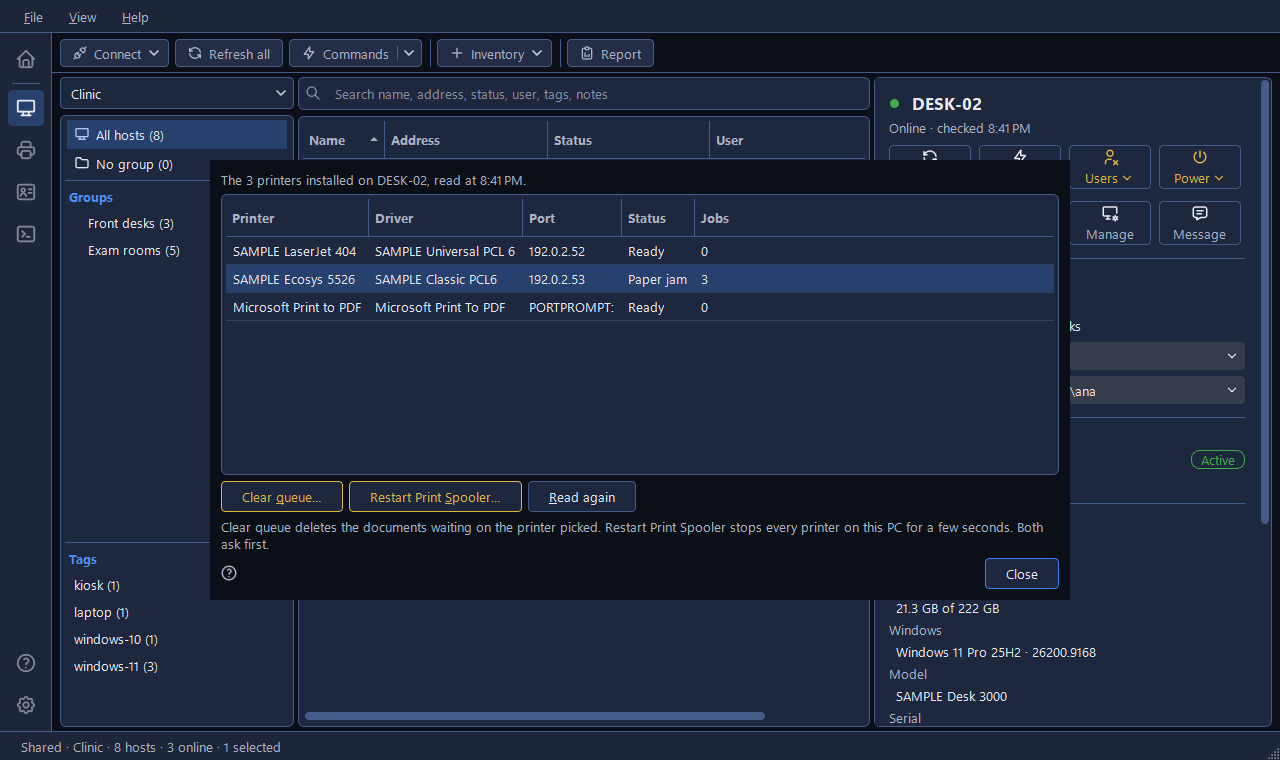 File View Help
Connect Refresh all Commands Inventory Report
Clinic
Search name, address, status, user, tags, notes
All hosts (8)
No group (0)
Groups
Front desks (3)
Exam rooms (5)
Tags
kiosk (1)
laptop (1)
windows-10 (1)
windows-11 (3)
Name Address Status User
The 3 printers installed on DESK-02, read at 8:41 PM.
Printer Driver Port Status Jobs
SAMPLE LaserJet 404 SAMPLE Universal PCL 6 192.0.2.52 Ready 0
SAMPLE Ecosys 5526 SAMPLE Classic PCL6 192.0.2.53 Paper jam 3
Microsoft Print to PDF Microsoft Print To PDF PORTPROMPT: Ready 0
Clear queue... Restart Print Spooler... Read again
Clear queue deletes the documents waiting on the printer picked. Restart Print Spooler stops every printer on this PC for a few seconds. Both
ask first.
Close
DESK-02
Online · checked 8:41 PM
Users Power
Manage Message
ks
\ana
Active
21.3 GB of 222 GB
Windows
Windows 11 Pro 25H2 · 26200.9168
Model
SAMPLE Desk 3000
Serial
Shared · Clinic · 8 hosts · 3 online · 1 selected